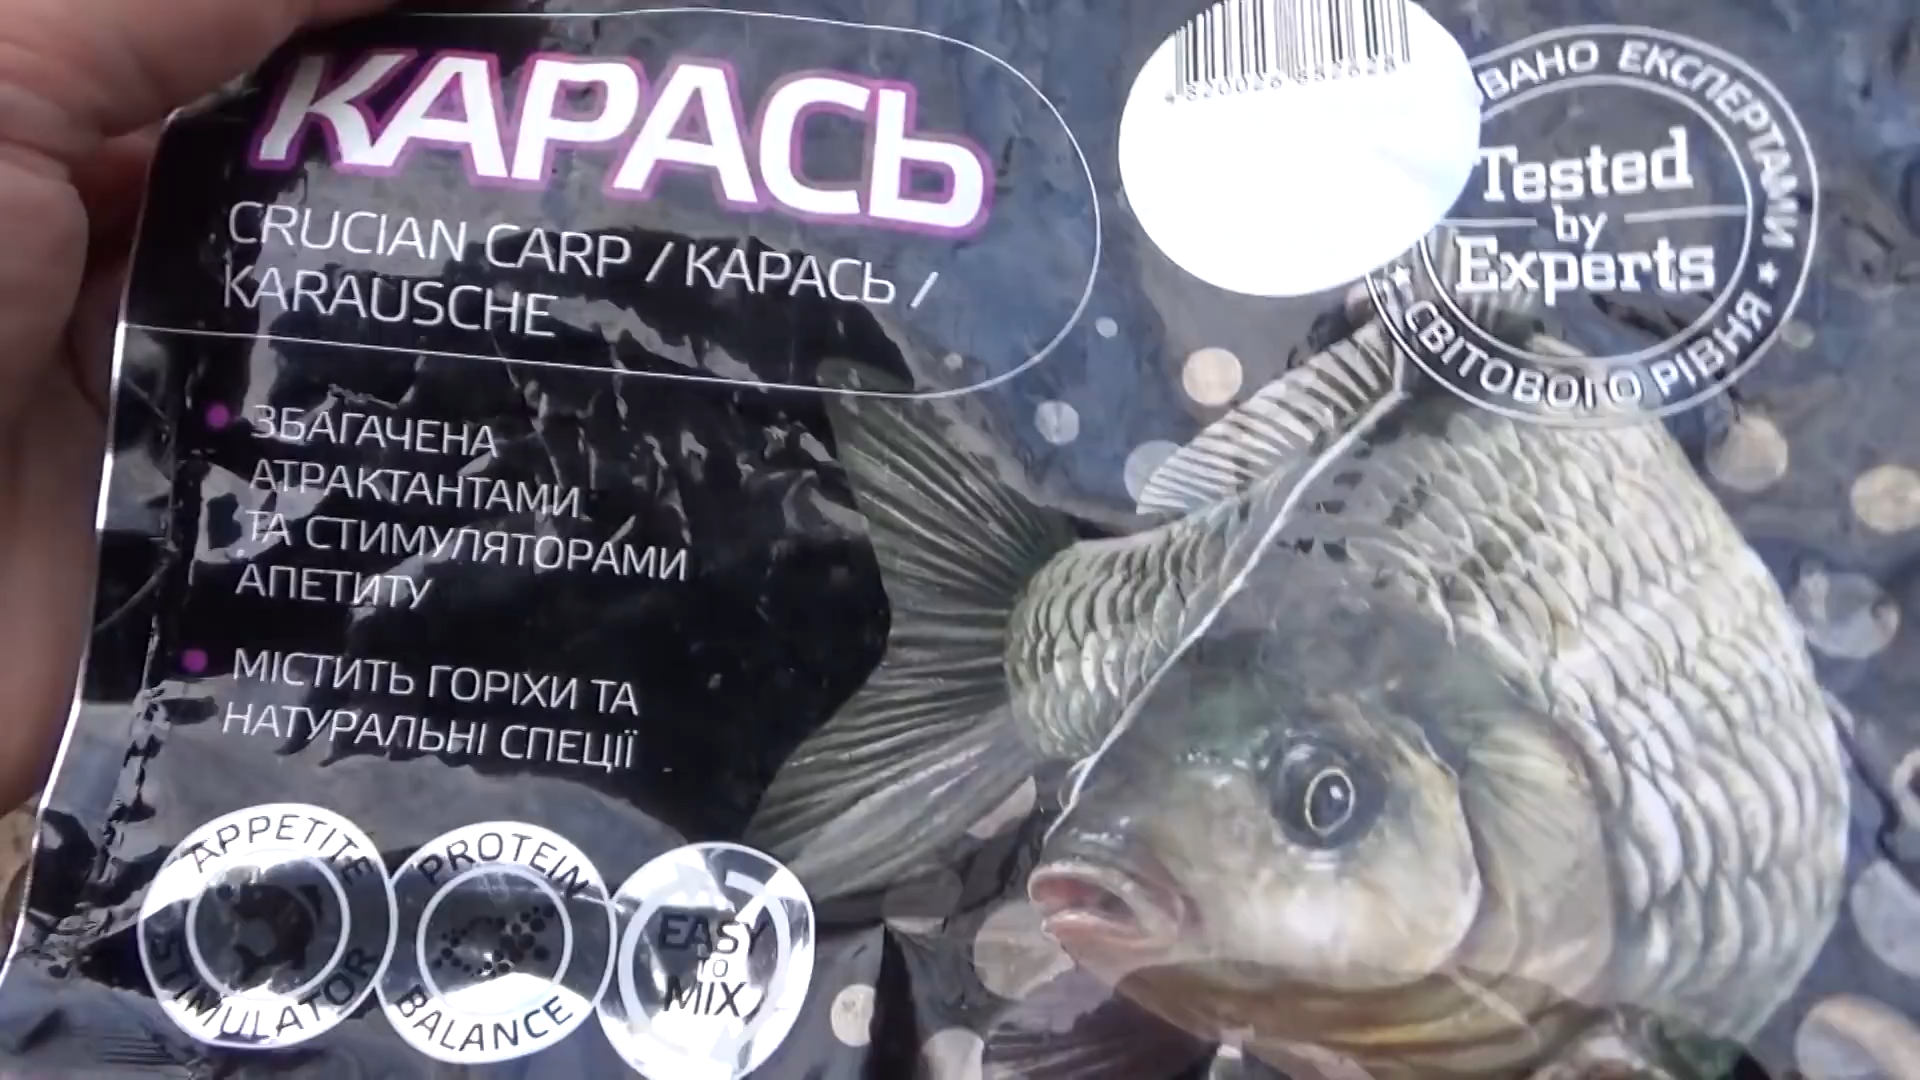 КАРАСЬ
CRUCIAN CARP / КАРАСЬ /
KARAUSCHE
ЗБАГАЧЕНА
АТРАКТАНТАМИ
ТА СТИМУЛЯТОРАМИ
АПЕТИТУ
МІСТИТЬ ГОРІХИ ТА
НАТУРАЛЬНІ СПЕЦІЇ
APPETITE
STIMULATOR
PROTEIN
BALANCE
EASY
TO
MIX
ЕКСПЕРТАМИ
Tested
by
Experts
СВІТОВОГО РІВНЯ